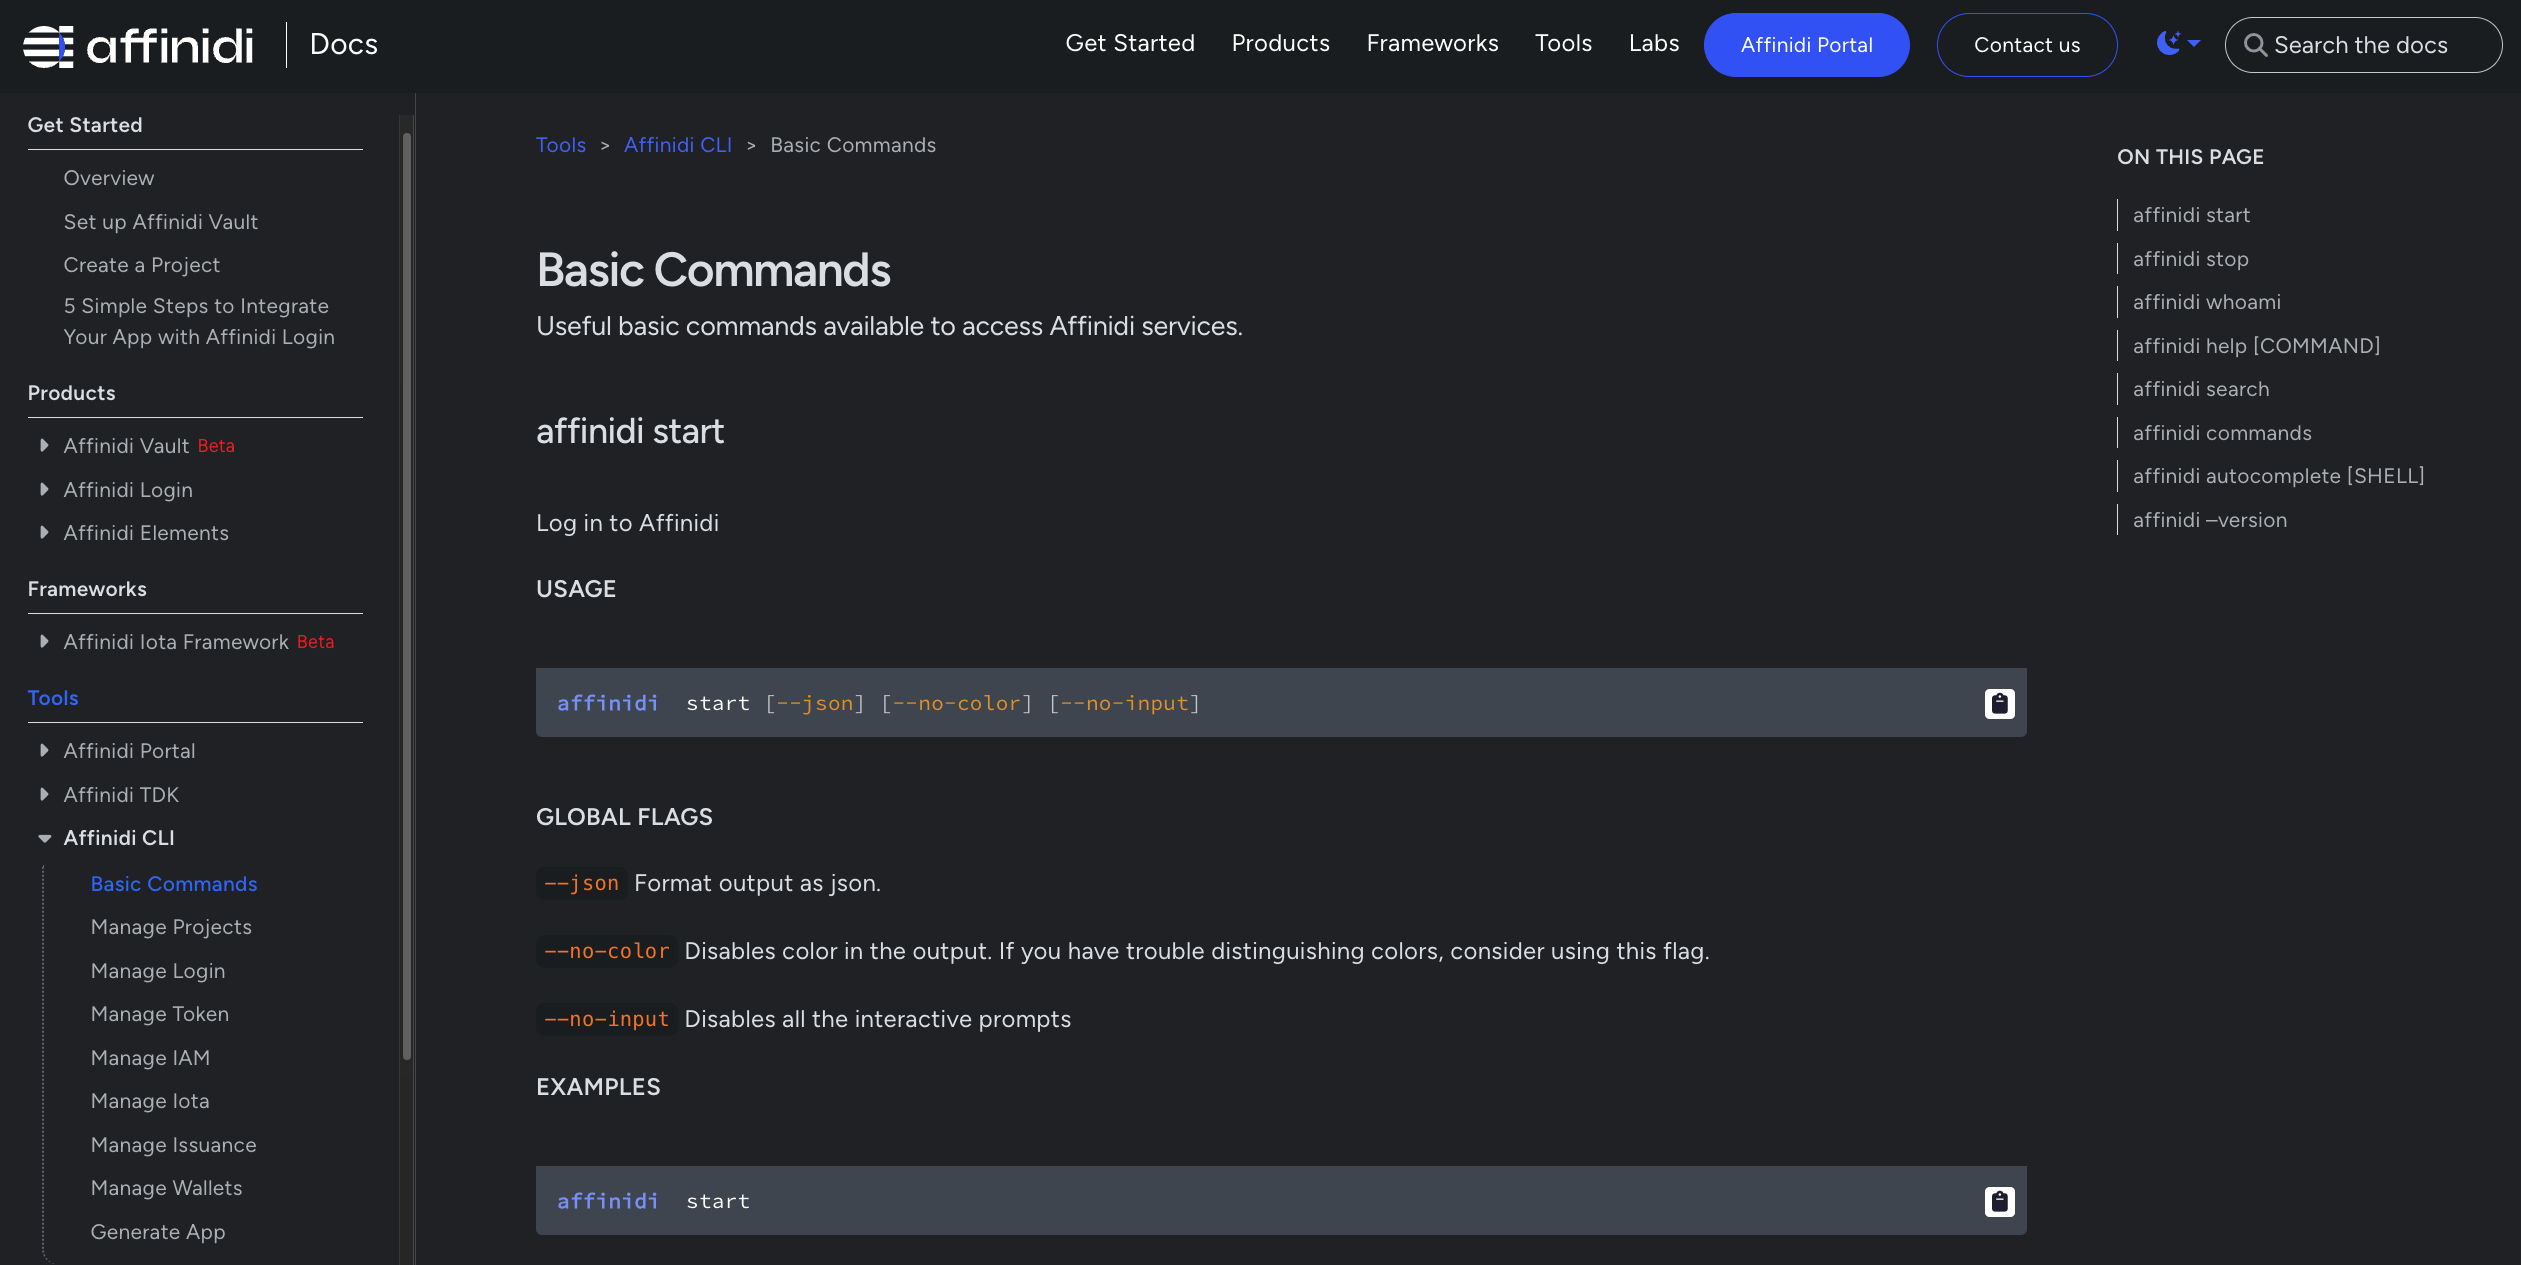 affinidi Docs
Get Started Products Frameworks Tools Labs Affinidi Portal Contact us Search the docs
Get Started
Overview
Set up Affinidi Vault
Create a Project
5 Simple Steps to Integrate
Your App with Affinidi Login
Products
Affinidi Vault Beta
Affinidi Login
Affinidi Elements
Frameworks
Affinidi Iota Framework Beta
Tools
Affinidi Portal
Affinidi TDK
Affinidi CLI
Basic Commands
Manage Projects
Manage Login
Manage Token
Manage IAM
Manage Iota
Manage Issuance
Manage Wallets
Generate App
Tools > Affinidi CLI > Basic Commands
Basic Commands
Useful basic commands available to access Affinidi services.
affinidi start
Log in to Affinidi
USAGE
affinidi start [--json] [--no-color] [--no-input]
GLOBAL FLAGS
--json Format output as json.
--no-color Disables color in the output. If you have trouble distinguishing colors, consider using this flag.
--no-input Disables all the interactive prompts
EXAMPLES
affinidi start
ON THIS PAGE
affinidi start
affinidi stop
affinidi whoami
affinidi help [COMMAND]
affinidi search
affinidi commands
affinidi autocomplete [SHELL]
affinidi –version